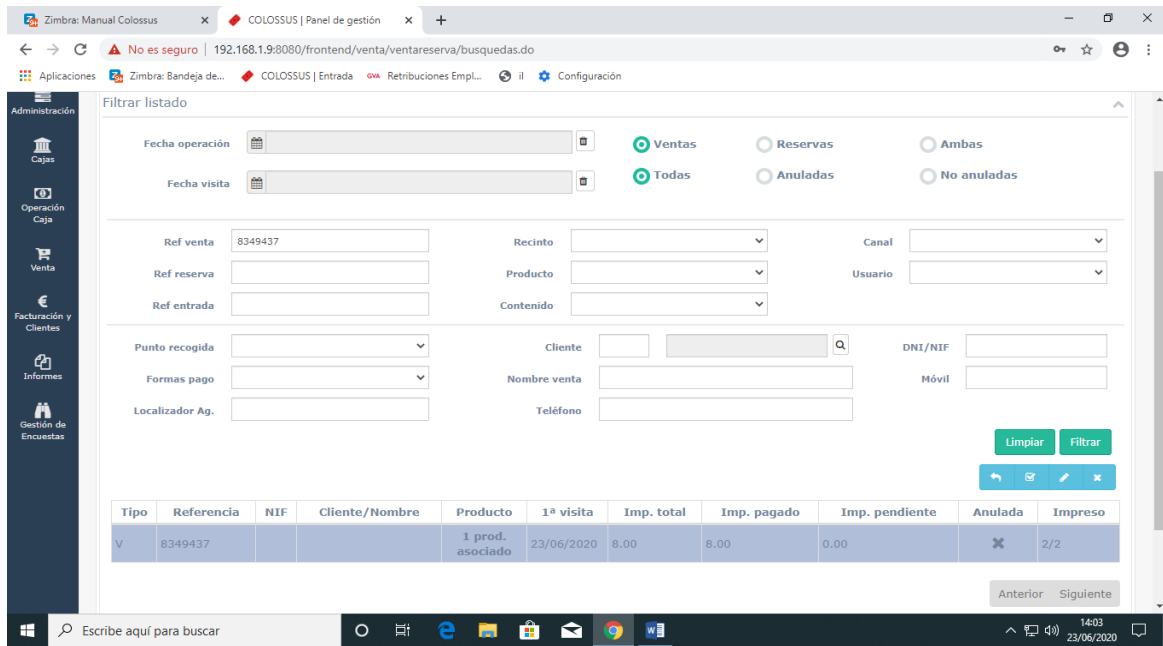 Zimbra: Manual Colossus
COLOSSUS | Panel de gestión
No es seguro | 192.168.1.9:8080/frontend/venta/ventareserva/busquedas.do
Aplicaciones Zimbra: Bandeja de... COLOSSUS | Entrada GVA Retribuciones Empl... il Configuración
Administración
Cajas
Operación
Caja
Venta
Facturación y
Clientes
Informes
Gestión de
Encuestas
Filtrar listado
Fecha operación Ventas Reservas Ambas
Fecha visita Todas Anuladas No anuladas
Ref venta 8349437 Recinto Canal
Ref reserva Producto Usuario
Ref entrada Contenido
Punto recogida Cliente DNI/NIF
Formas pago Nombre venta Móvil
Localizador Ag. Teléfono
Limpiar Filtrar
Tipo Referencia NIF Cliente/Nombre Producto 1ª visita Imp. total Imp. pagado Imp. pendiente Anulada Impreso
V 8349437 1 prod. asociado 23/06/2020 8.00 8.00 0.00 2/2
Anterior Siguiente
Escribe aquí para buscar
14:03
23/06/2020